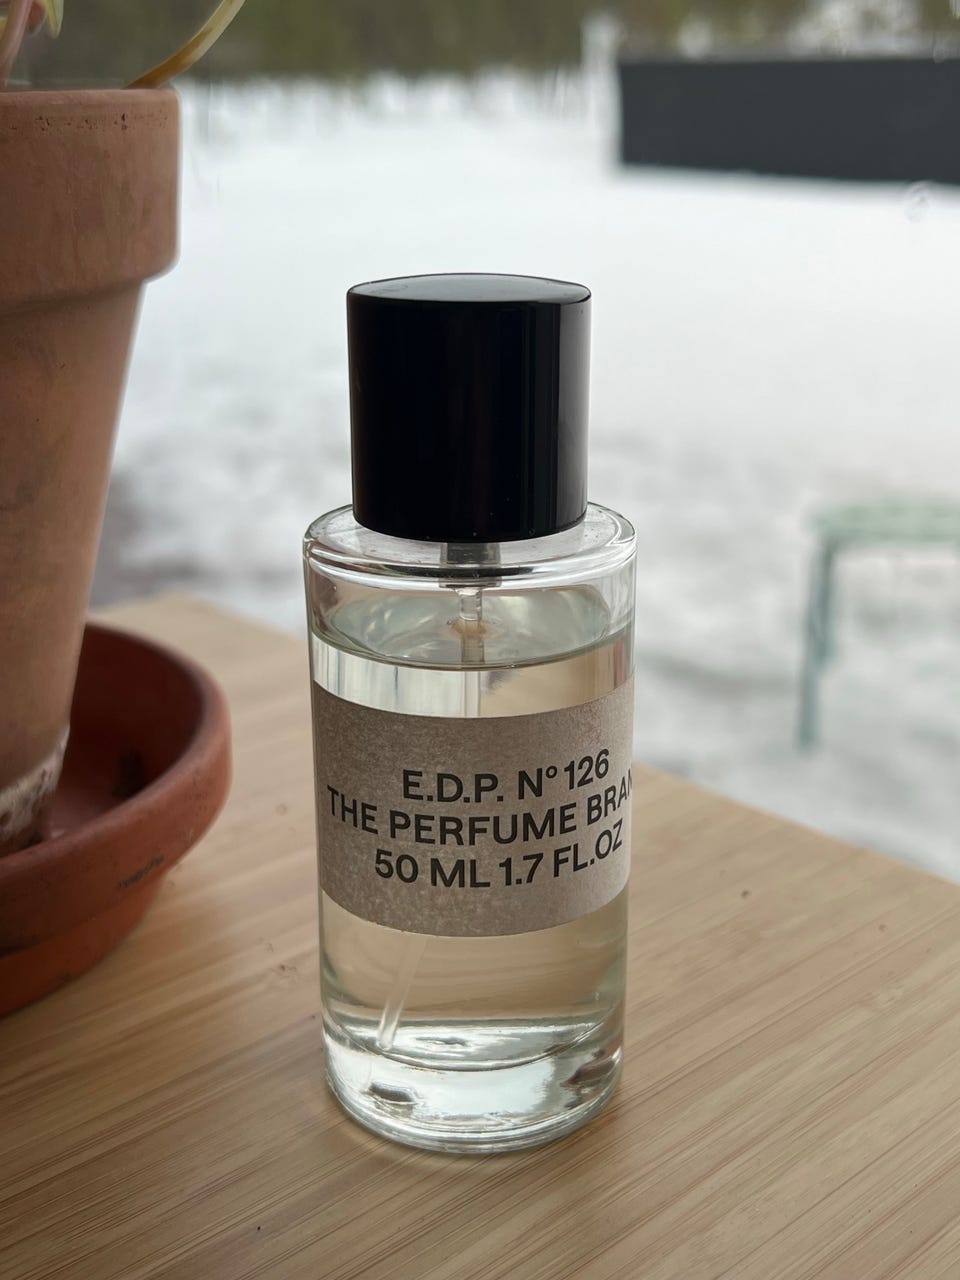 E.D.P. N° 126
THE PERFUME BRAN
50 ML 1.7 FL.OZ